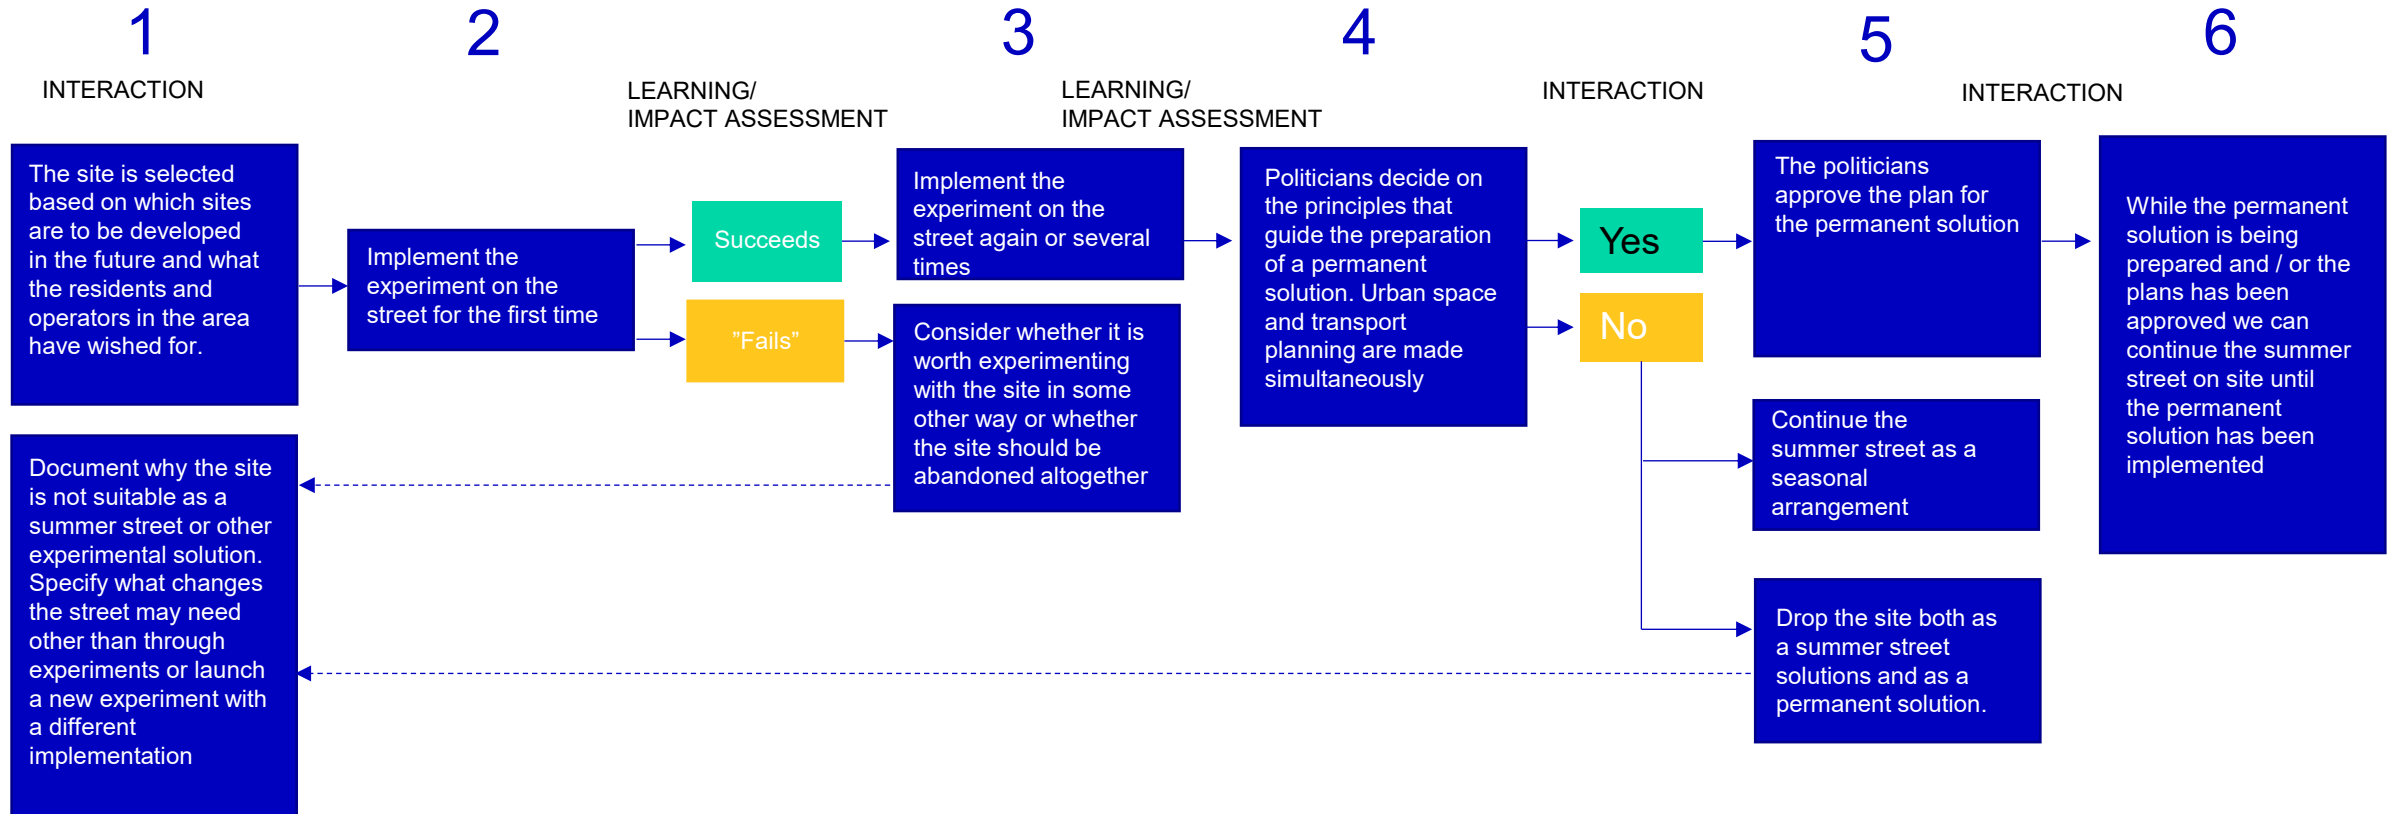 1
2
3
4
5
6
INTERACTION
LEARNING/
IMPACT ASSESSMENT
LEARNING/
IMPACT ASSESSMENT
INTERACTION
INTERACTION
The site is selected
based on which sites
are to be developed
in the future and what
the residents and
operators in the area
have wished for.
Document why the site
is not suitable as a
summer street or other
experimental solution.
Specify what changes
the street may need
other than through
experiments or launch
a new experiment with
a different
implementation
Implement the
experiment on the
street for the first time
Succeeds
”Fails”
Implement the
experiment on the
street again or several
times
Consider whether it is
worth experimenting
with the site in some
other way or whether
the site should be
abandoned altogether
Politicians decide on
the principles that
guide the preparation
of a permanent
solution. Urban space
and transport
planning are made
simultaneously
Yes
No
The politicians
approve the plan for
the permanent solution
Continue the
summer street as a
seasonal
arrangement
Drop the site both as
a summer street
solutions and as a
permanent solution.
While the permanent
solution is being
prepared and / or the
plans has been
approved we can
continue the summer
street on site until
the permanent
solution has been
implemented